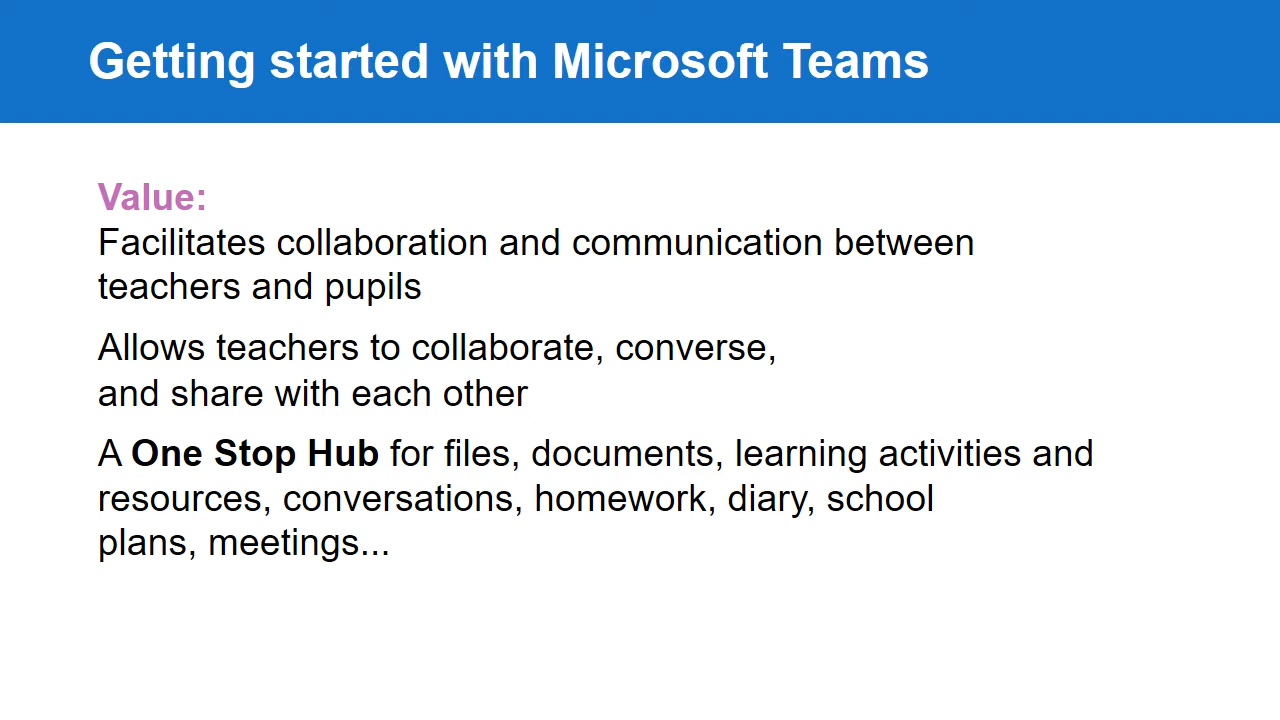 Getting started with Microsoft Teams
Value:
Facilitates collaboration and communication between
teachers and pupils
Allows teachers to collaborate, converse,
and share with each other
A One Stop Hub for files, documents, learning activities and
resources, conversations, homework, diary, school
plans, meetings...